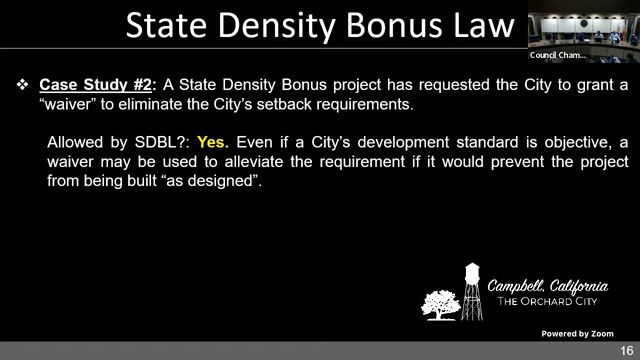 State Density Bonus Law
Council Cham...
❖ Case Study #2: A State Density Bonus project has requested the City to grant a
“waiver” to eliminate the City’s setback requirements.
Allowed by SDBL?: Yes. Even if a City’s development standard is objective, a
waiver may be used to alleviate the requirement if it would prevent the project
from being built “as designed”.
Campbell, California
THE ORCHARD CITY
Powered by Zoom
16